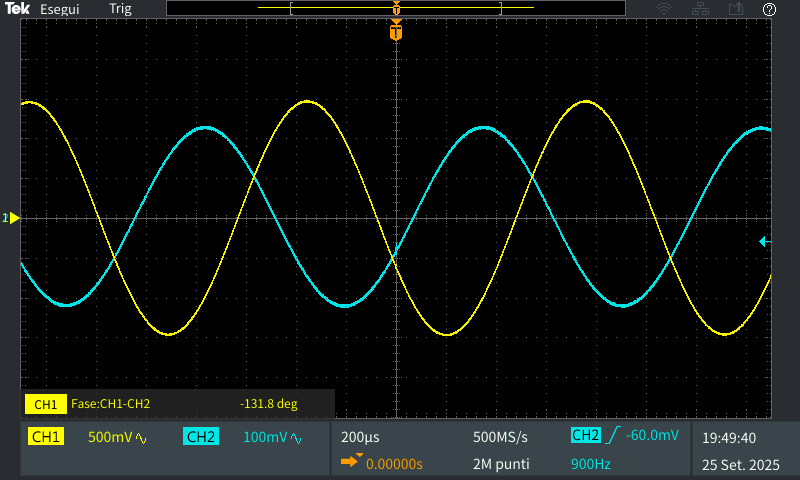 Tek Esegui Trig T ?
T
1
CH1 Fase:CH1-CH2 -131.8 deg
CH1 500mV CH2 100mV 200µs 500MS/s CH2 -60.0mV 19:49:40
0.00000s 2M punti 900Hz 25 Set. 2025